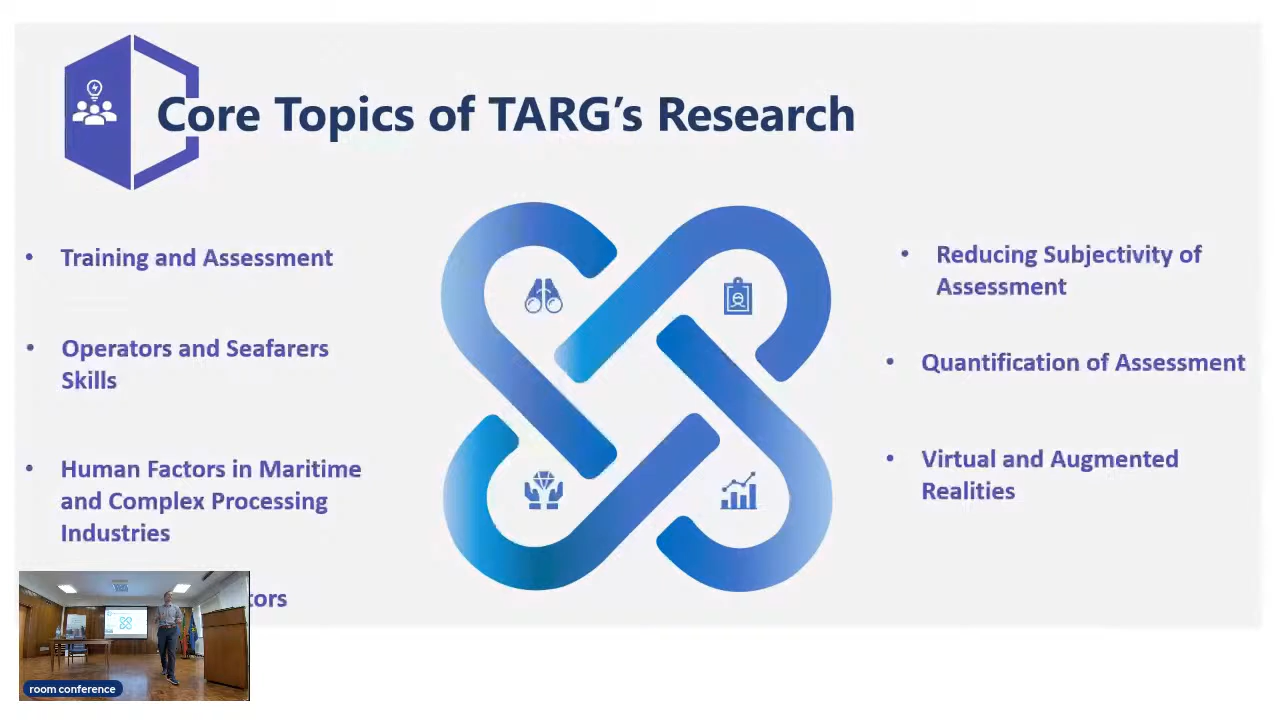 Core Topics of TARG's Research
• Training and Assessment
• Operators and Seafarers
Skills
• Human Factors in Maritime
and Complex Processing
Industries
• Reducing Subjectivity of
Assessment
• Quantification of Assessment
• Virtual and Augmented
Realities
room conference